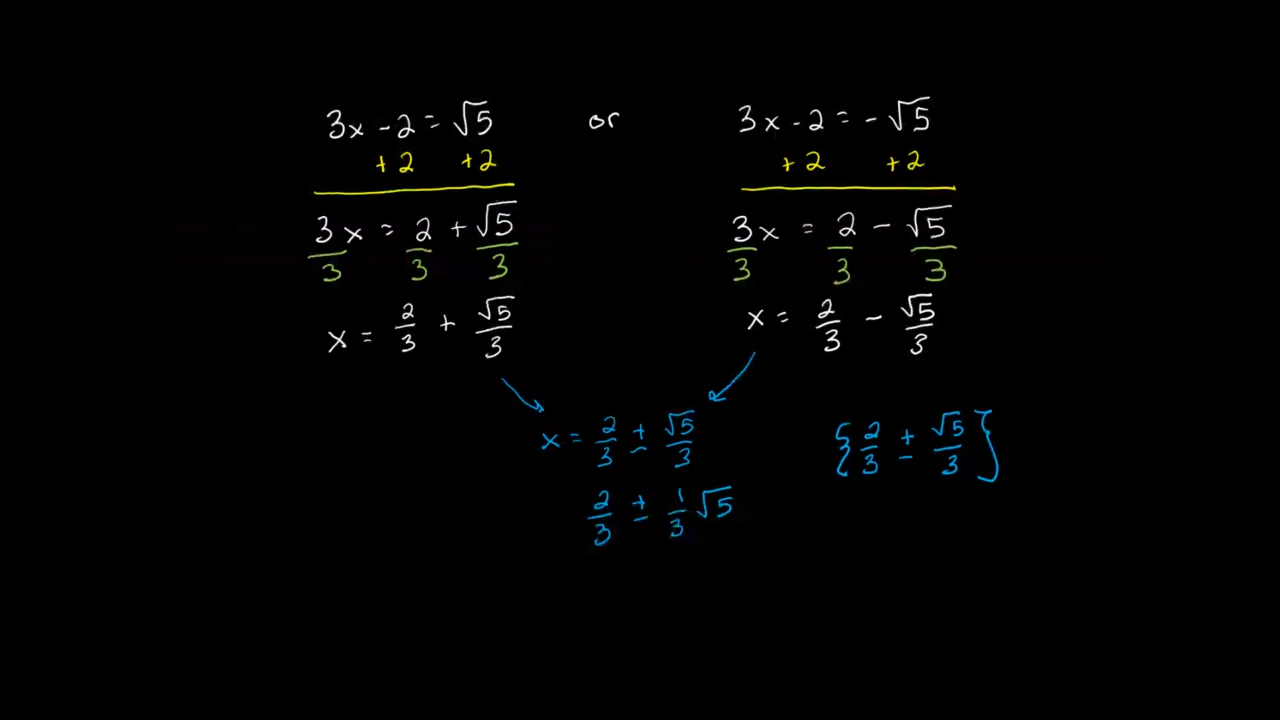 3x - 2 = √5 or 3x - 2 = - √5
+2 +2 +2 +2
3x = 2 + √5 3x = 2 - √5
3 3 3 3 3 3
x = 2/3 + √5/3 x = 2/3 - √5/3
x = 2/3 ± √5/3 {2/3 ± √5/3}
2/3 ± 1/3 √5